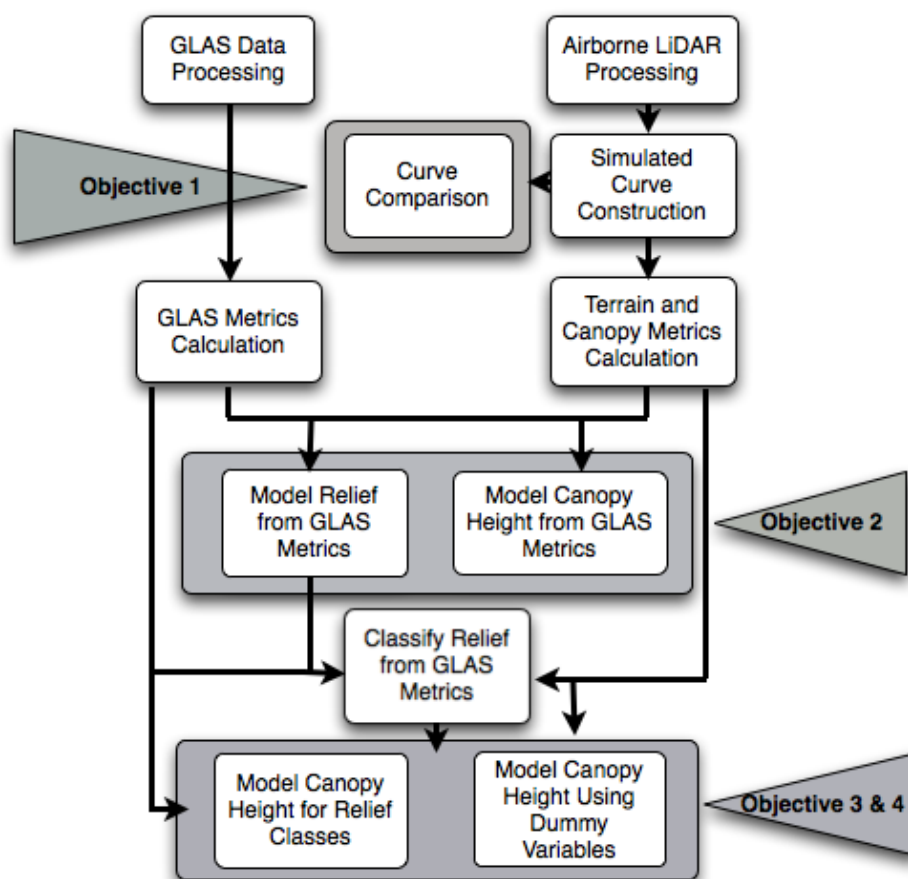 GLAS Data
Processing
Airborne LiDAR
Processing
Objective 1
Curve
Comparison
Simulated
Curve
Construction
GLAS Metrics
Calculation
Terrain and
Canopy Metrics
Calculation
Model Relief
from GLAS
Metrics
Model Canopy
Height from GLAS
Metrics
Objective 2
Classify Relief
from GLAS
Metrics
Model Canopy
Height for Relief
Classes
Model Canopy
Height Using
Dummy
Variables
Objective 3 & 4